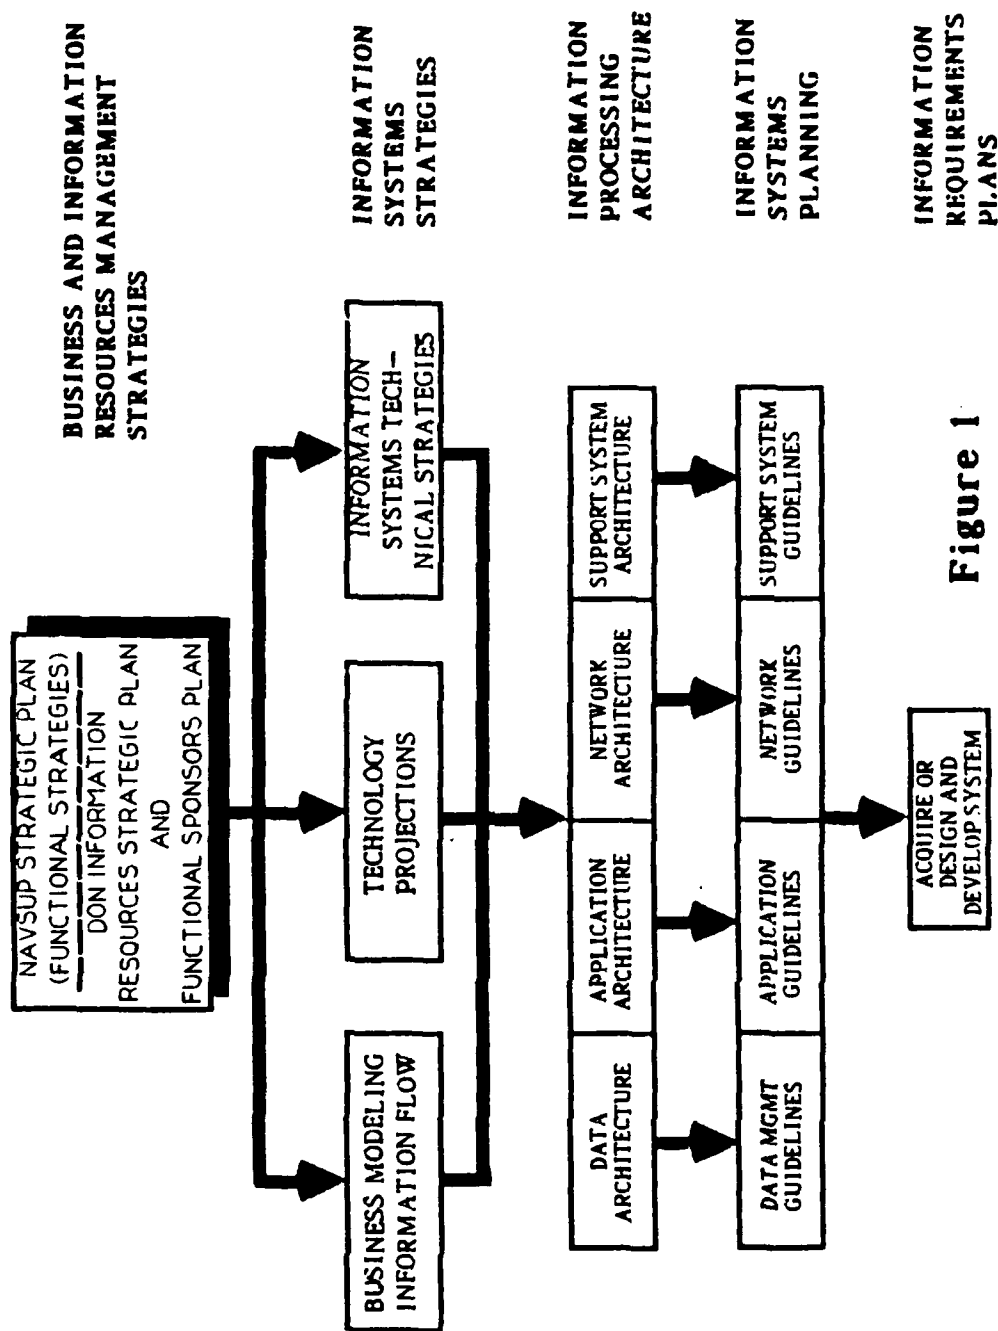 NAVSUP STRATEGIC PLAN
(FUNCTIONAL STRATEGIES)
DON INFORMATION
RESOURCES STRATEGIC PLAN
AND
FUNCTIONAL SPONSORS PLAN
BUSINESS AND INFORMATION
RESOURCES MANAGEMENT
STRATEGIES
BUSINESS MODELING
INFORMATION FLOW
TECHNOLOGY
PROJECTIONS
INFORMATION
SYSTEMS TECH-
NICAL STRATEGIES
INFORMATION
SYSTEMS
STRATEGIES
DATA
ARCHITECTURE
APPLICATION
ARCHITECTURE
NETWORK
ARCHITECTURE
SUPPORT SYSTEM
ARCHITECTURE
INFORMATION
PROCESSING
ARCHITECTURE
DATA MGMT
GUIDELINES
APPLICATION
GUIDELINES
NETWORK
GUIDELINES
SUPPORT SYSTEM
GUIDELINES
INFORMATION
SYSTEMS
PLANNING
ACQUIRE OR
DESIGN AND
DEVELOP SYSTEM
INFORMATION
REQUIREMENTS
PLANS
Figure 1